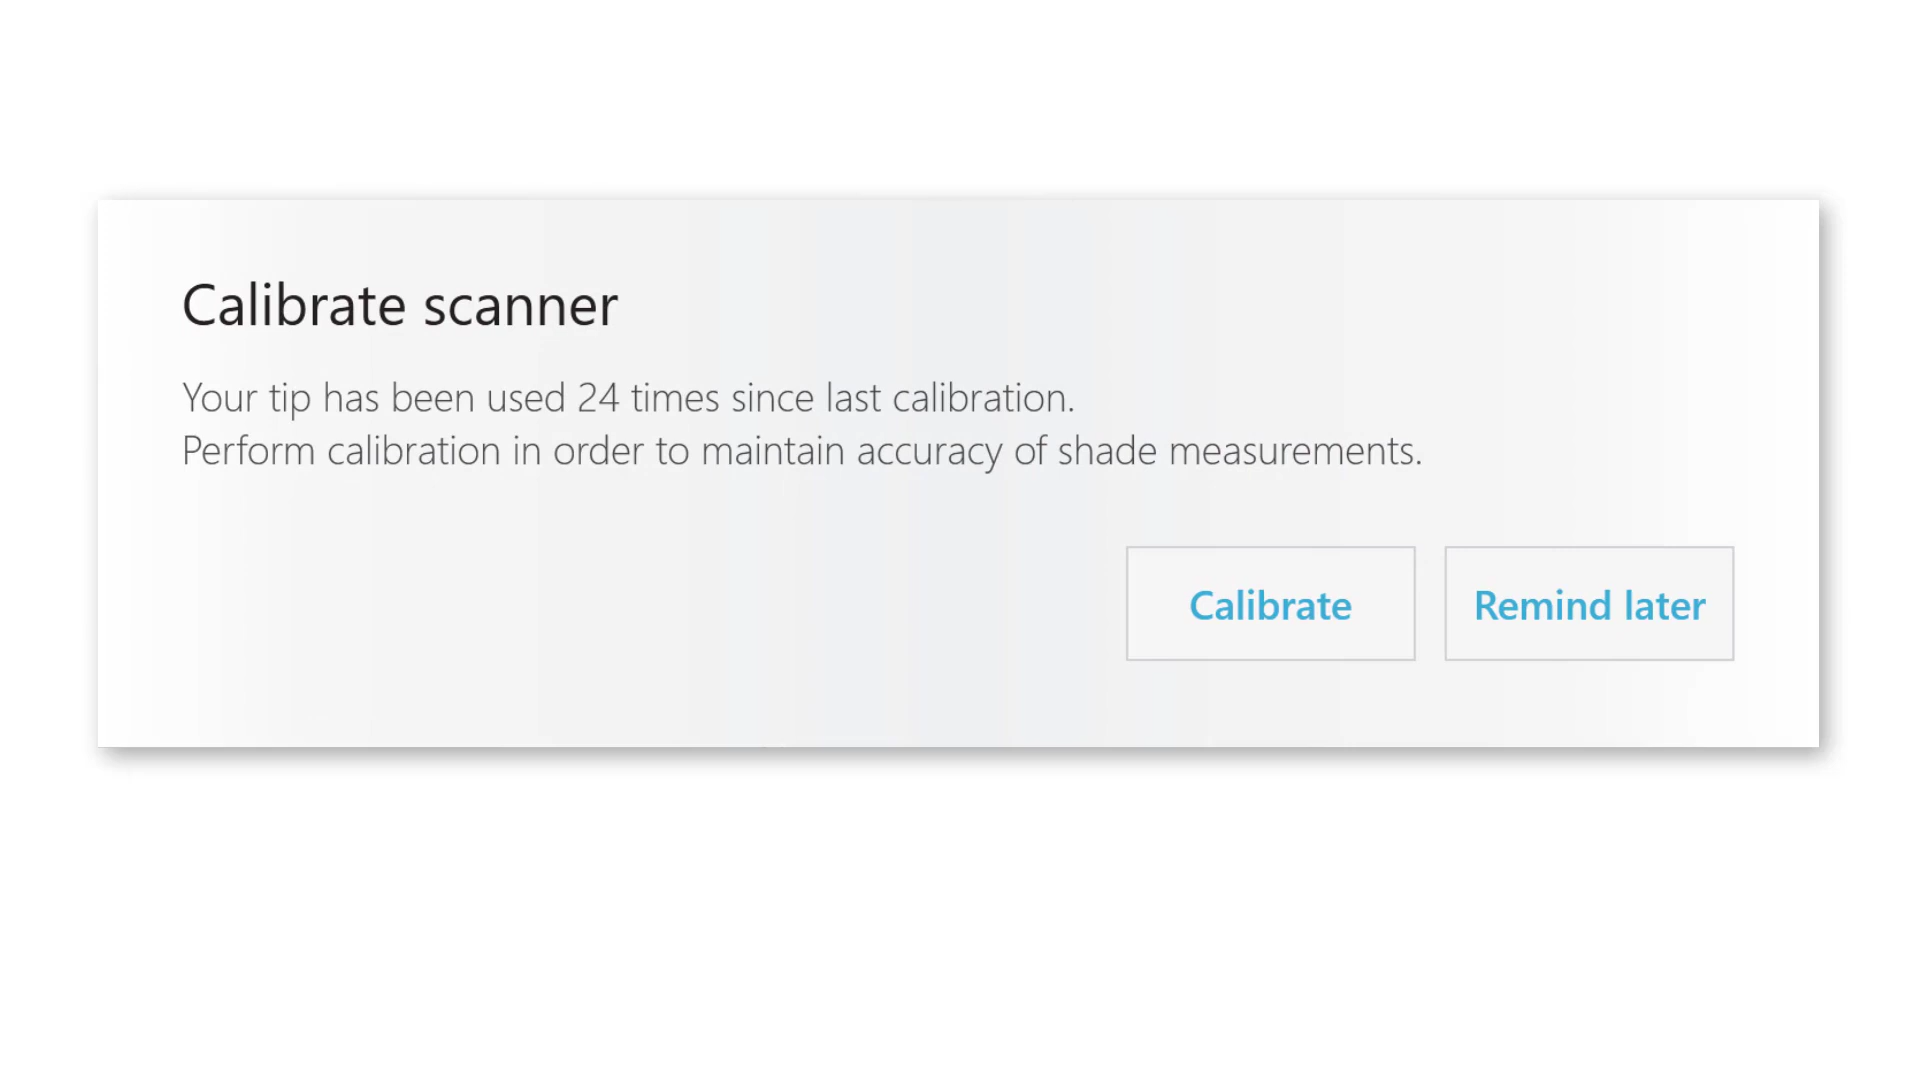 Calibrate scanner
Your tip has been used 24 times since last calibration.
Perform calibration in order to maintain accuracy of shade measurements.
Calibrate
Remind later